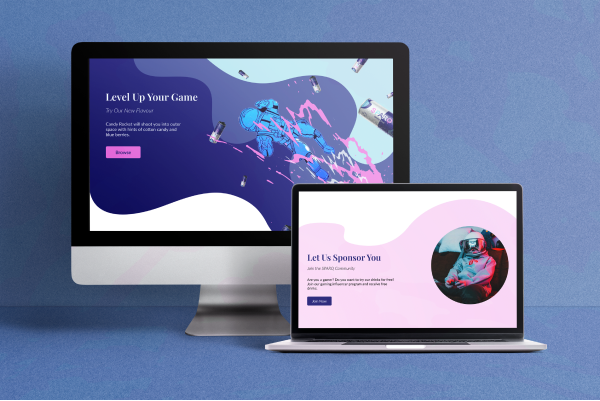 Level Up Your Game
Try Our New Flavour
Candy Rocket will shoot you into outer
space with hints of cotton candy and
blue berries.
Browse
Let Us Sponsor You
Join the Community
Are you a gamer? Do you want to try our drinks for free?
Join our gaming influencer program and receive free
drinks.
Join Now